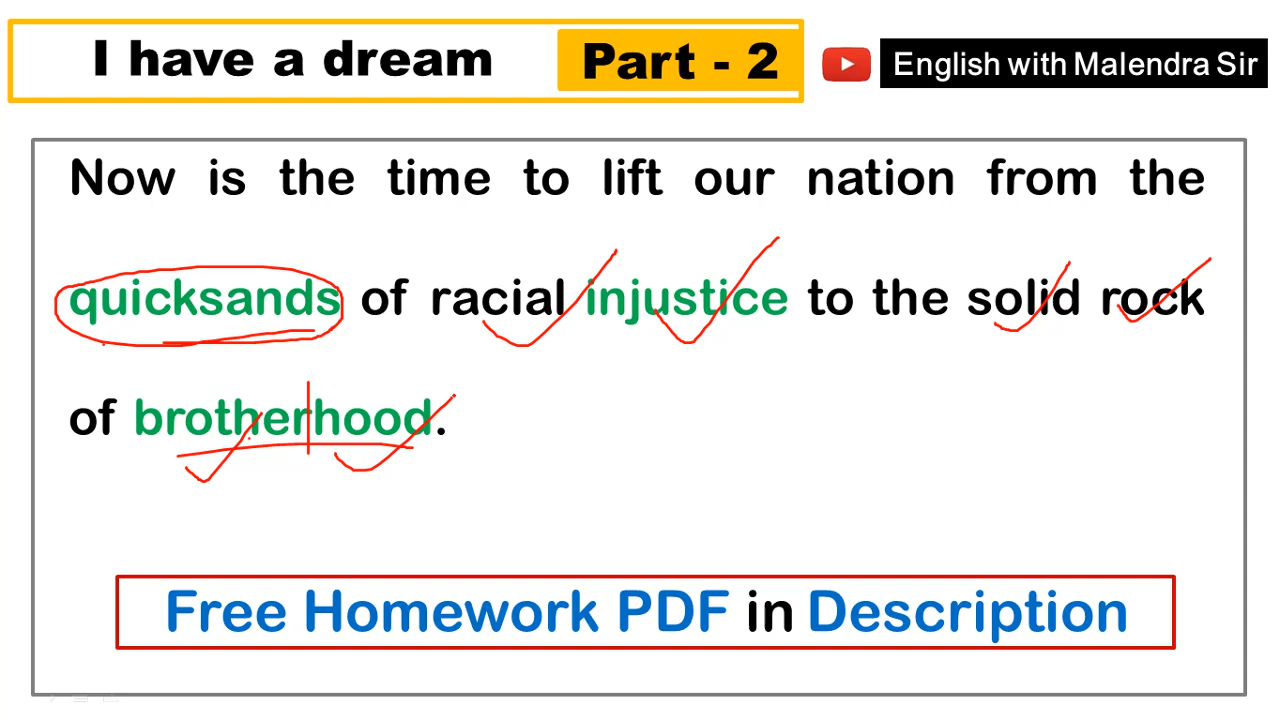 I have a dream
Part - 2
English with Malendra Sir
Now is the time to lift our nation from the
quicksands of racial injustice to the solid rock
of brotherhood.
Free Homework PDF in Description